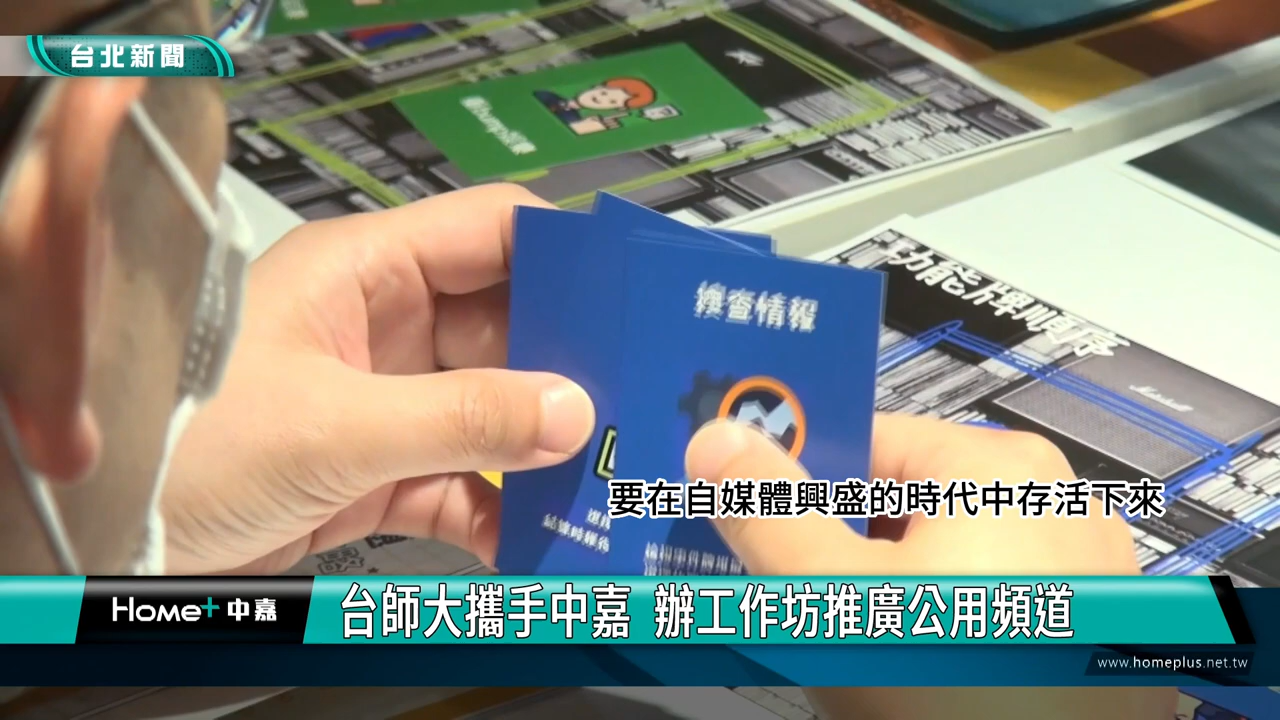 台北新聞
功能牌順序
Marshall
搜查情報
要在自媒體興盛的時代中存活下來
Home+ 中嘉
台師大攜手中嘉 辦工作坊推廣公用頻道
www.homeplus.net.tw